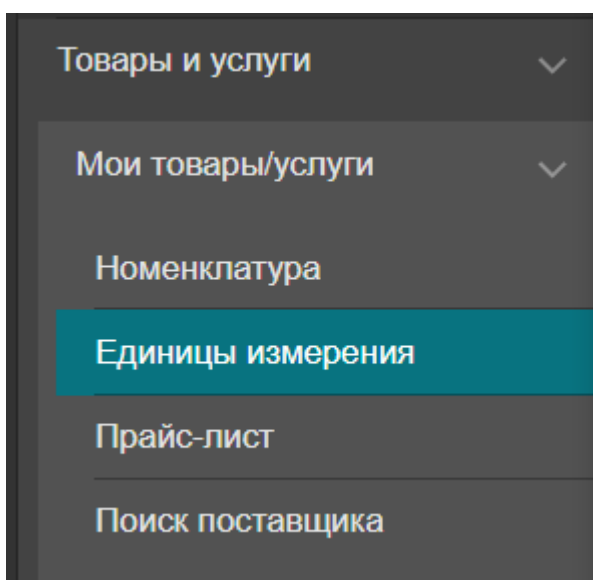 Товары и услуги
Мои товары/услуги
Номенклатура
Единицы измерения
Прайс-лист
Поиск поставщика